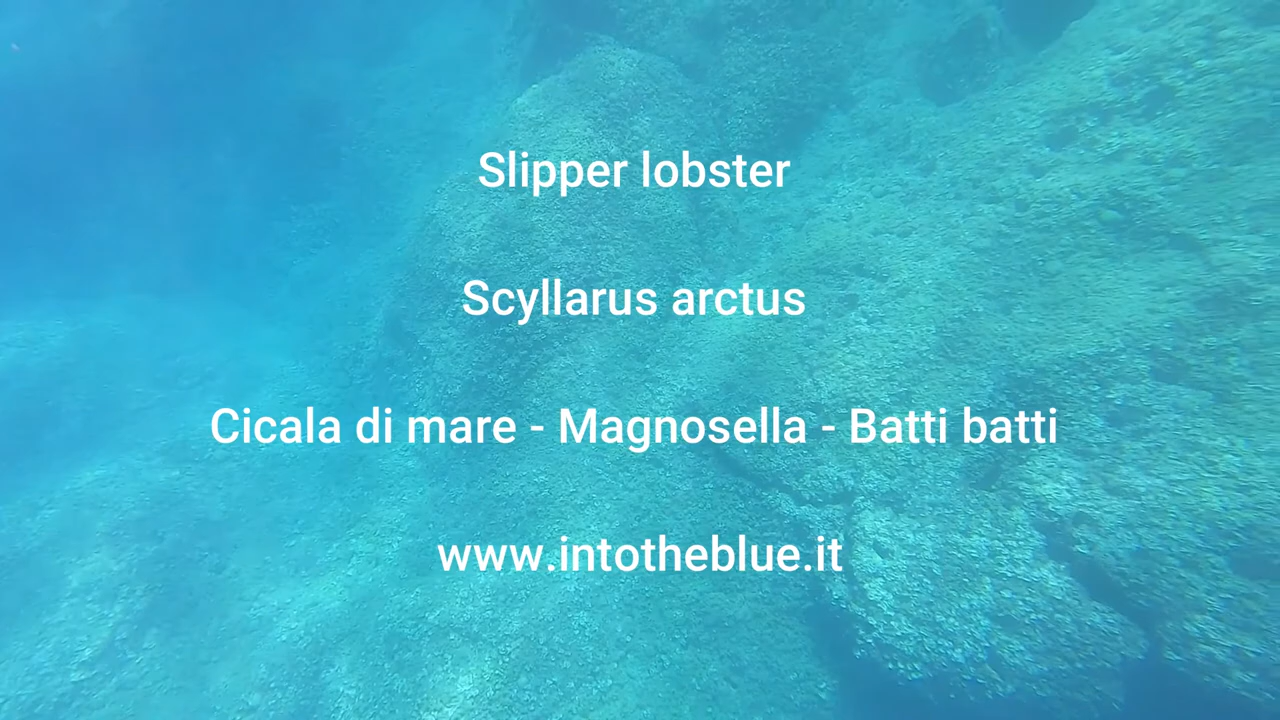 Slipper lobster
Scyllarus arctus
Cicala di mare - Magnosella - Batti batti
www.intotheblue.it